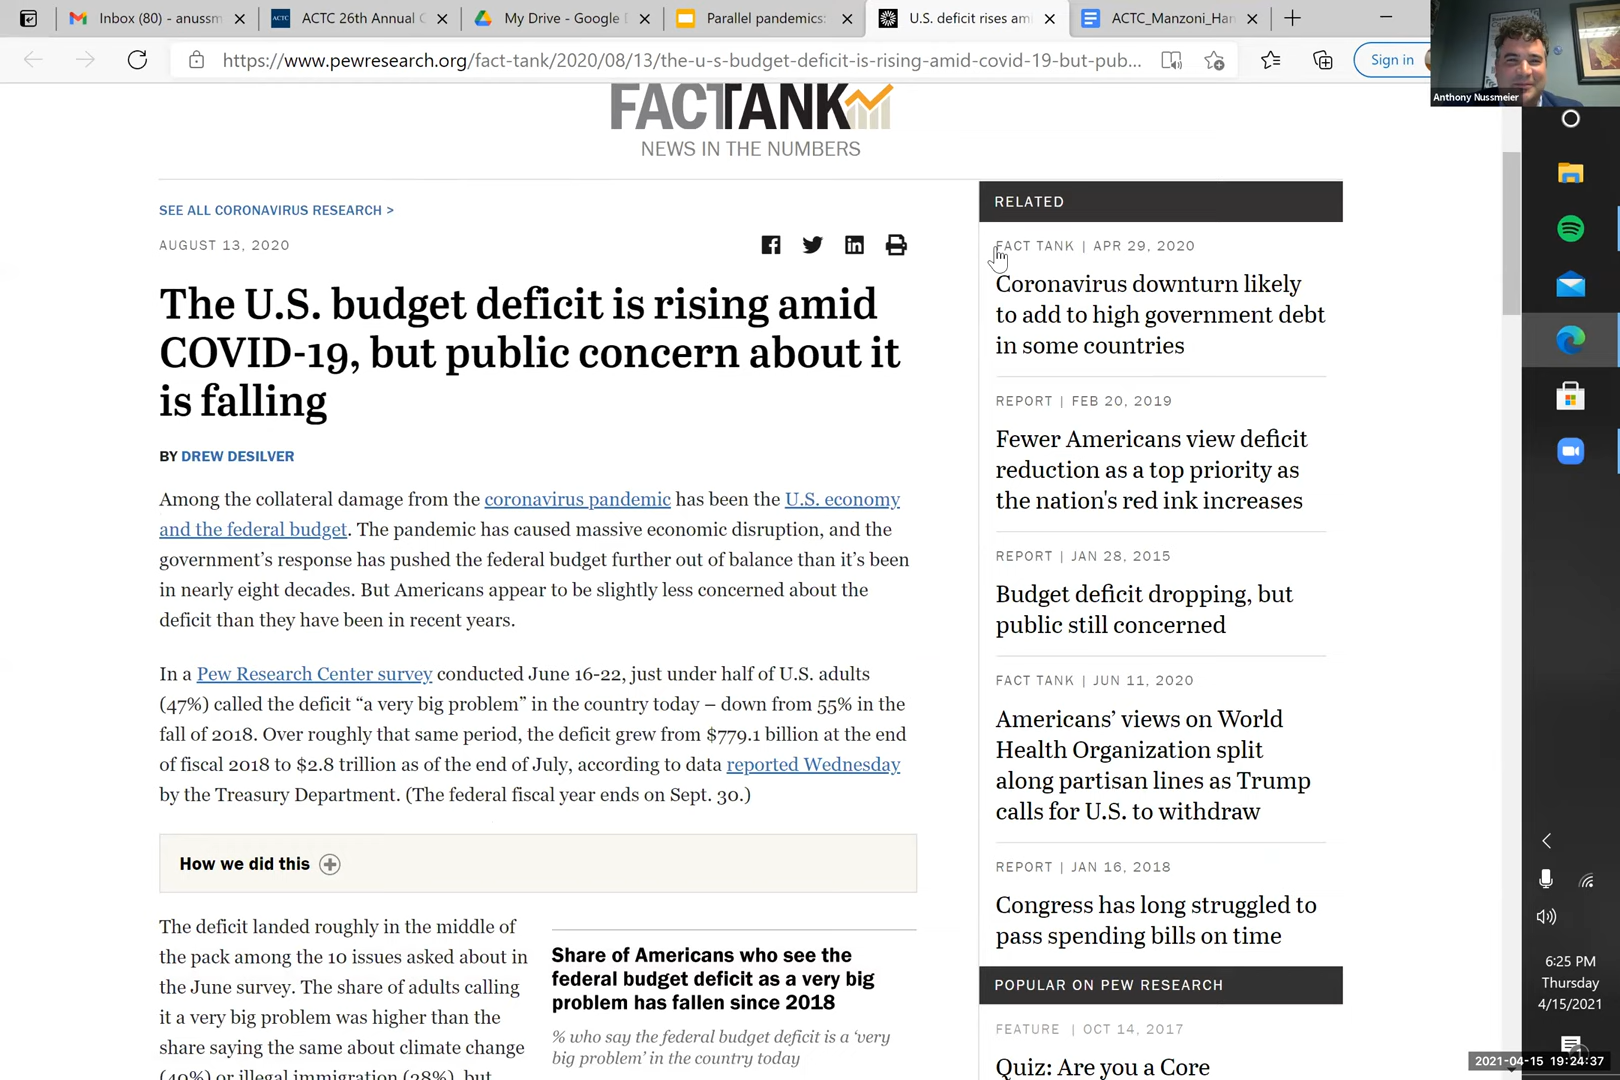 Inbox (80) - anussm
ACTC 26th Annual C
My Drive - Google D
Parallel pandemics:
U.S. deficit rises ami
ACTC_Manzoni_Han
https://www.pewresearch.org/fact-tank/2020/08/13/the-u-s-budget-deficit-is-rising-amid-covid-19-but-pub...
Sign in
Anthony Nussmeier
FACTANK
NEWS IN THE NUMBERS
SEE ALL CORONAVIRUS RESEARCH >
AUGUST 13, 2020
The U.S. budget deficit is rising amid
COVID-19, but public concern about it
is falling
BY DREW DESILVER
Among the collateral damage from the coronavirus pandemic has been the U.S. economy
and the federal budget. The pandemic has caused massive economic disruption, and the
government’s response has pushed the federal budget further out of balance than it’s been
in nearly eight decades. But Americans appear to be slightly less concerned about the
deficit than they have been in recent years.
In a Pew Research Center survey conducted June 16-22, just under half of U.S. adults
(47%) called the deficit “a very big problem” in the country today – down from 55% in the
fall of 2018. Over roughly that same period, the deficit grew from $779.1 billion at the end
of fiscal 2018 to $2.8 trillion as of the end of July, according to data reported Wednesday
by the Treasury Department. (The federal fiscal year ends on Sept. 30.)
How we did this
The deficit landed roughly in the middle of
the pack among the 10 issues asked about in
the June survey. The share of adults calling
it a very big problem was higher than the
share saying the same about climate change
(40%) or illegal immigration (28%), but
Share of Americans who see the
federal budget deficit as a very big
problem has fallen since 2018
% who say the federal budget deficit is a ‘very
big problem’ in the country today
RELATED
FACT TANK | APR 29, 2020
Coronavirus downturn likely
to add to high government debt
in some countries
REPORT | FEB 20, 2019
Fewer Americans view deficit
reduction as a top priority as
the nation's red ink increases
REPORT | JAN 28, 2015
Budget deficit dropping, but
public still concerned
FACT TANK | JUN 11, 2020
Americans’ views on World
Health Organization split
along partisan lines as Trump
calls for U.S. to withdraw
REPORT | JAN 16, 2018
Congress has long struggled to
pass spending bills on time
POPULAR ON PEW RESEARCH
FEATURE | OCT 14, 2017
Quiz: Are you a Core
6:25 PM
Thursday
4/15/2021
2021-04-15 19:24:37